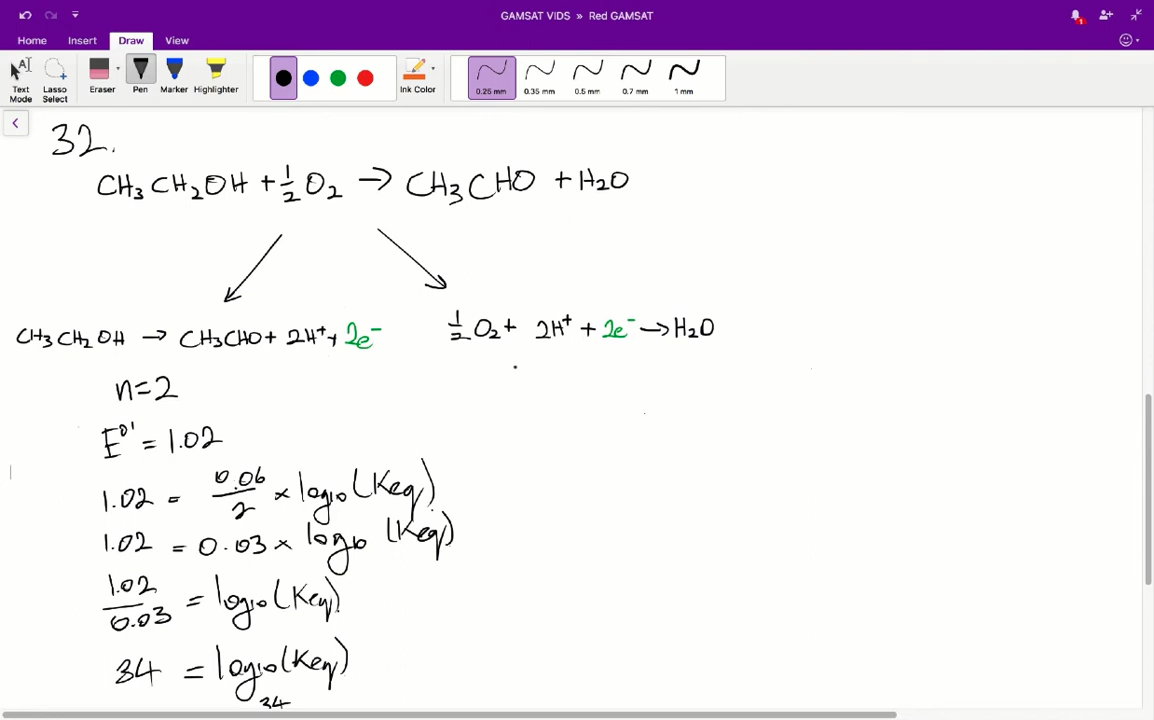 GAMSAT VIDS » Red GAMSAT
1
Home Insert Draw View
Text Mode
Lasso Select
Eraser
Pen
Marker
Highlighter
Ink Color
0.25 mm
0.35 mm
0.5 mm
0.7 mm
1 mm
32.
CH₃CH₂OH + ½ O₂ → CH₃CHO + H₂O
CH₃CH₂OH → CH₃CHO + 2H⁺ + 2e⁻
½ O₂ + 2H⁺ + 2e⁻ → H₂O
n=2
E⁰' = 1.02
1.02 = 0.06/2 × log₁₀ (Keq)
1.02 = 0.03 × log₁₀ (Keq)
1.02/0.03 = log₁₀ (Keq)
34 = log₁₀ (Keq)
34